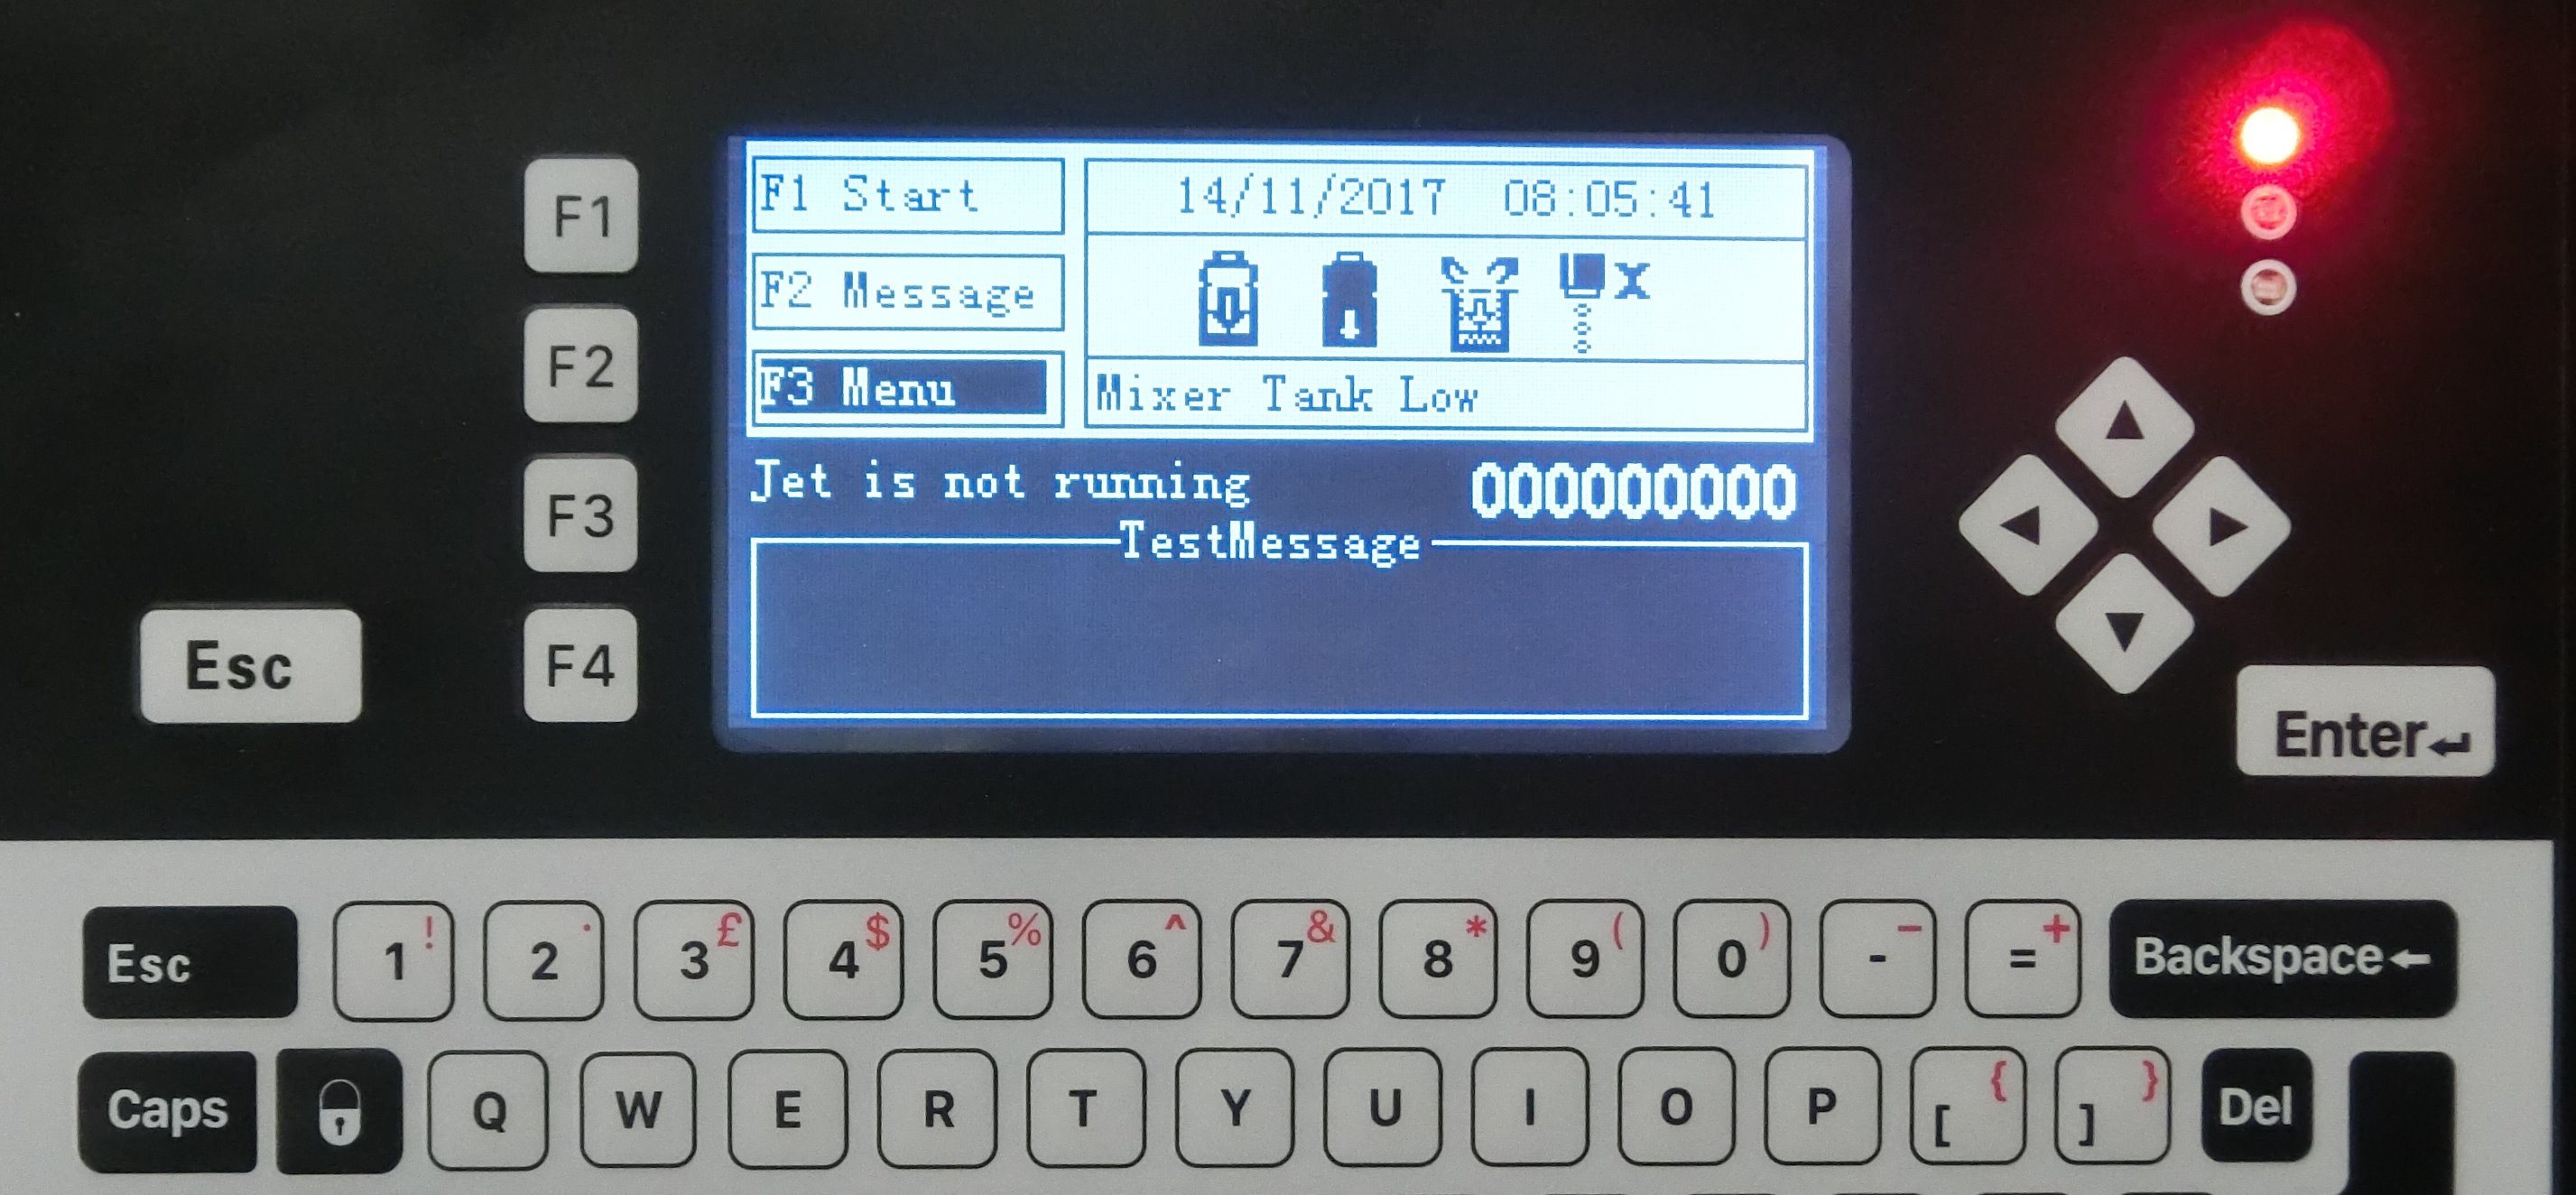 F1 Start
14/11/2017 08:05:41
F2 Message
X
F3 Menu
Mixer Tank Low
Jet is not running 000000000
TestMessage
F1
F2
F3
F4
Esc
Enter↵
Esc 1 ! 2 . 3 £ 4 $ 5 % 6 ^ 7 & 8 * 9 ( 0 ) - – = + Backspace←
Caps Q W E R T Y U I O P [ { ] } Del